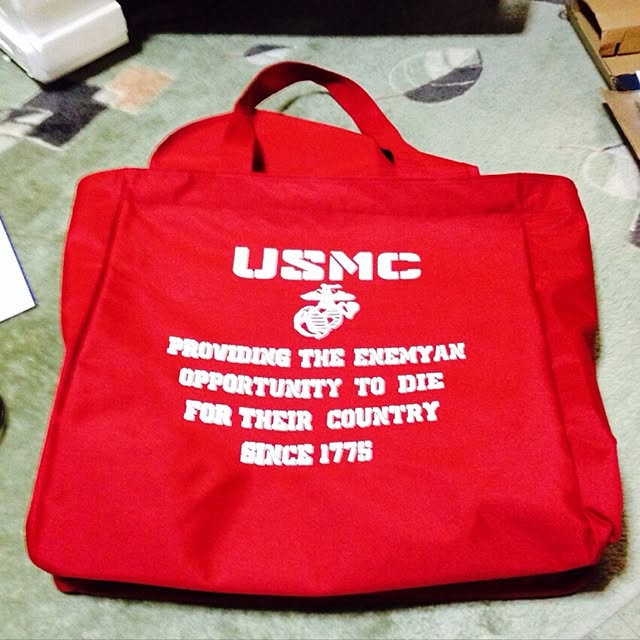 USMC
PROVIDING THE ENEMYAN
OPPORTUNITY TO DIE
FOR THEIR COUNTRY
SINCE 1775